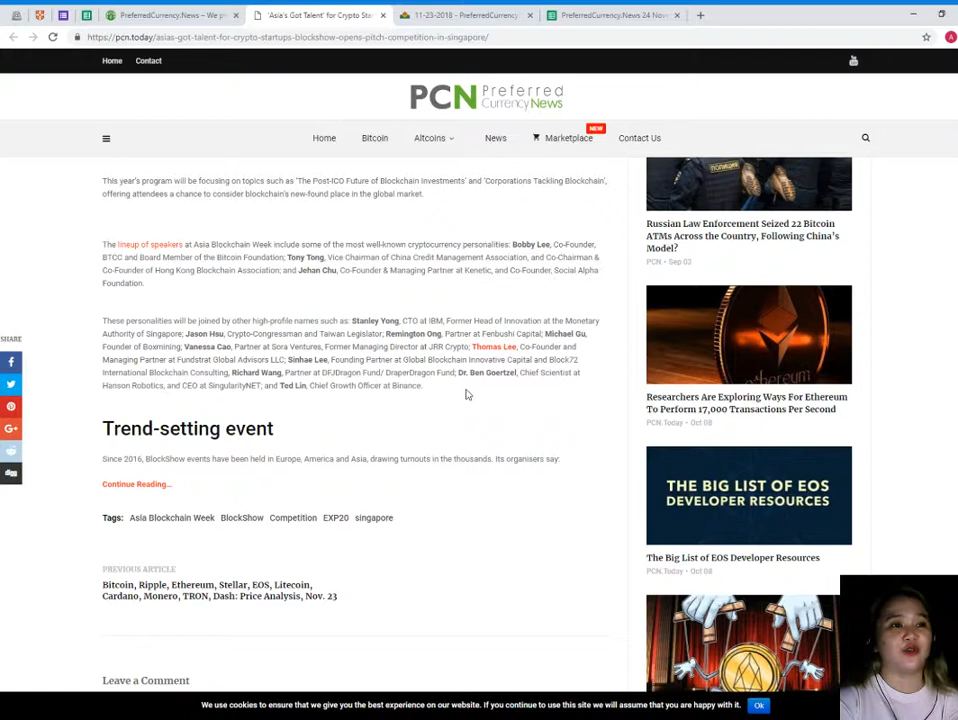 PreferredCurrency.News – We pr
'Asia's Got Talent' for Crypto Star
11-23-2018 - PreferredCurrency.N
PreferredCurrency.News 24 Nov
https://pcn.today/asias-got-talent-for-crypto-startups-blockshow-opens-pitch-competition-in-singapore/
Home Contact
PCN Preferred
Currency News
Home Bitcoin Altcoins News Marketplace NEW Contact Us
This year's program will be focusing on topics such as 'The Post-ICO Future of Blockchain Investments' and 'Corporations Tackling Blockchain',
offering attendees a chance to consider blockchain's new-found place in the global market.
The lineup of speakers at Asia Blockchain Week include some of the most well-known cryptocurrency personalities: Bobby Lee, Co-Founder,
BTCC and Board Member of the Bitcoin Foundation; Tony Tong, Vice Chairman of China Credit Management Association, and Co-Chairman &
Co-Founder of Hong Kong Blockchain Association; and Jehan Chu, Co-Founder & Managing Partner at Kenetic, and Co-Founder, Social Alpha
Foundation.
These personalities will be joined by other high-profile names such as: Stanley Yong, CTO at IBM, Former Head of Innovation at the Monetary
Authority of Singapore; Jason Hsu, Crypto-Congressman and Taiwan Legislator; Remington Ong, Partner at Fenbushi Capital; Michael Gu,
Founder of Boxmining; Vanessa Cao, Partner at Sora Ventures, Former Managing Director at JRR Crypto; Thomas Lee, Co-Founder and
Managing Partner at Fundstrat Global Advisors LLC; Sinhae Lee, Founding Partner at Global Blockchain Innovative Capital and Block72
International Blockchain Consulting, Richard Wang, Partner at DFJDragon Fund/ DraperDragon Fund; Dr. Ben Goertzel, Chief Scientist at
Hanson Robotics, and CEO at SingularityNET; and Ted Lin, Chief Growth Officer at Binance.
Trend-setting event
Since 2016, BlockShow events have been held in Europe, America and Asia, drawing turnouts in the thousands. Its organisers say:
Continue Reading...
Tags: Asia Blockchain Week BlockShow Competition EXP20 singapore
PREVIOUS ARTICLE
Bitcoin, Ripple, Ethereum, Stellar, EOS, Litecoin,
Cardano, Monero, TRON, Dash: Price Analysis, Nov. 23
Leave a Comment
SHARE
digg
Russian Law Enforcement Seized 22 Bitcoin
ATMs Across the Country, Following China's
Model?
PCN • Sep 03
Researchers Are Exploring Ways For Ethereum
To Perform 17,000 Transactions Per Second
PCN.Today • Oct 08
THE BIG LIST OF EOS
DEVELOPER RESOURCES
The Big List of EOS Developer Resources
PCN.Today • Oct 08
We use cookies to ensure that we give you the best experience on our website. If you continue to use this site we will assume that you are happy with it. Ok